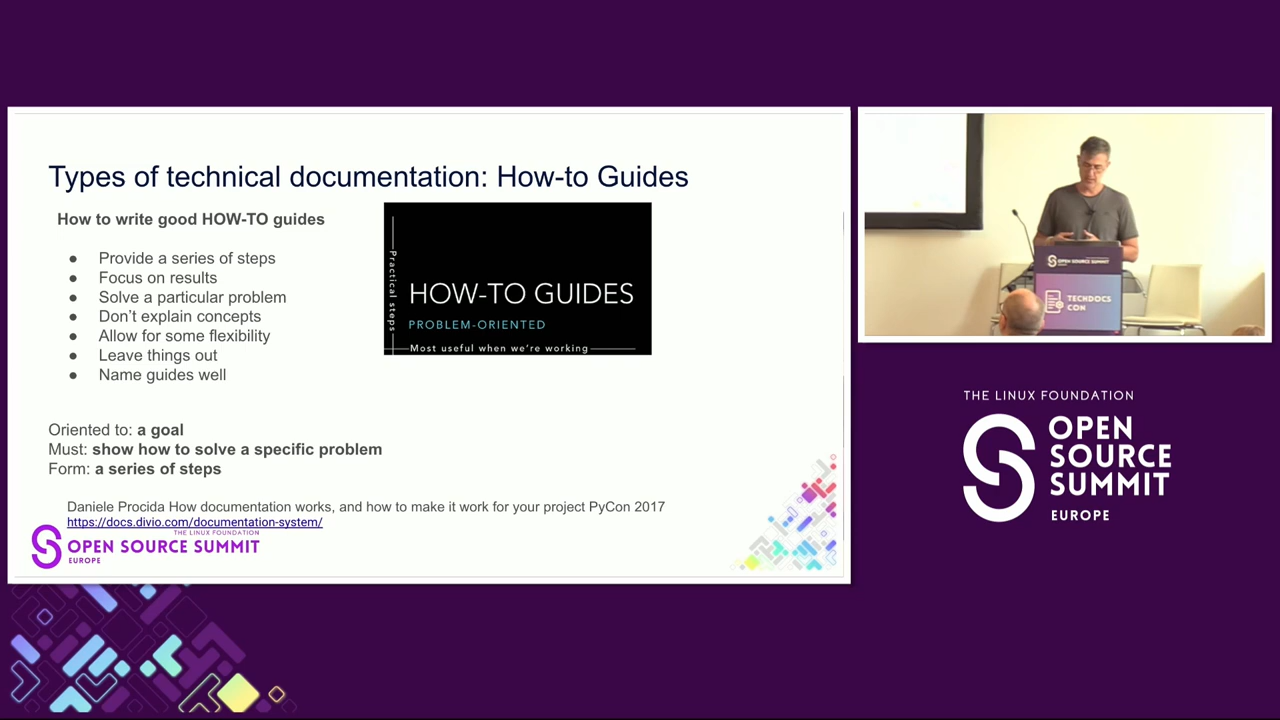 Types of technical documentation: How-to Guides
How to write good HOW-TO guides
● Provide a series of steps
● Focus on results
● Solve a particular problem
● Don’t explain concepts
● Allow for some flexibility
● Leave things out
● Name guides well
Practical steps
HOW-TO GUIDES
PROBLEM-ORIENTED
Most useful when we’re working
Oriented to: a goal
Must: show how to solve a specific problem
Form: a series of steps
Daniele Procida How documentation works, and how to make it work for your project PyCon 2017
https://docs.divio.com/documentation-system/
THE LINUX FOUNDATION
OPEN SOURCE SUMMIT
EUROPE
OPEN SOURCE SUMMIT
TECHDOCS
CON
THE LINUX FOUNDATION
OPEN
SOURCE
SUMMIT
EUROPE